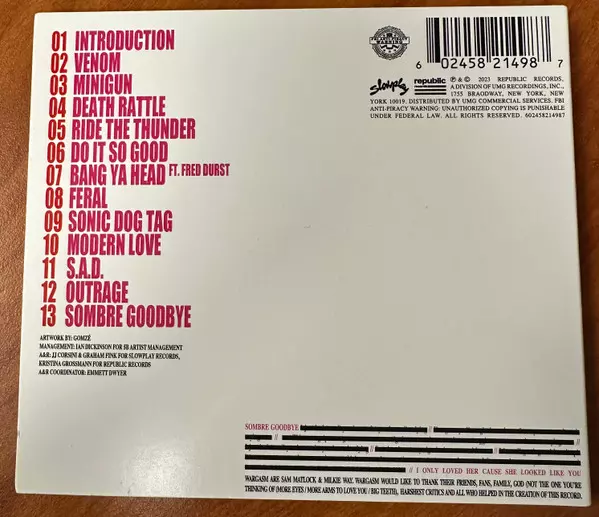 01 INTRODUCTION
02 VENOM
03 MINIGUN
04 DEATH RATTLE
05 RIDE THE THUNDER
06 DO IT SO GOOD
07 BANG YA HEAD FT. FRED DURST
08 FERAL
09 SONIC DOG TAG
10 MODERN LOVE
11 S.A.D.
12 OUTRAGE
13 SOMBRE GOODBYE
ARTWORK BY: GOMZÉ
MANAGEMENT: IAN DICKINSON FOR SB ARTIST MANAGEMENT
A&R: JJ CORSINI & GRAHAM FINK FOR SLOWPLAY RECORDS,
KRISTINA GROSSMANN FOR REPUBLIC RECORDS
A&R COORDINATOR: EMMETT DWYER
6 02458 21498 7
slowplay republic ℗ & © 2023 REPUBLIC RECORDS,
A DIVISION OF UMG RECORDINGS, INC.,
1755 BRAODWAY, NEW YORK, NEW
YORK 10019. DISTRIBUTED BY UMG COMMERCIAL SERVICES. FBI
ANTI-PIRACY WARNING: UNAUTHORIZED COPYING IS PUNISHABLE
UNDER FEDERAL LAW. ALL RIGHTS RESERVED. 602458214987
SOMBRE GOODBYE //
// //
// //
// I ONLY LOVED HER CAUSE SHE LOOKED LIKE YOU
WARGASM ARE SAM MATLOCK & MILKIE WAY. WARGASM WOULD LIKE TO THANK THEIR FRIENDS, FANS, FAMILY, GOD (NOT THE ONE YOU'RE
THINKING OF (MORE EYES / MORE ARMS TO LOVE YOU / BIG TEETH), HARSHEST CRITICS AND ALL WHO HELPED IN THE CREATION OF THIS RECORD.